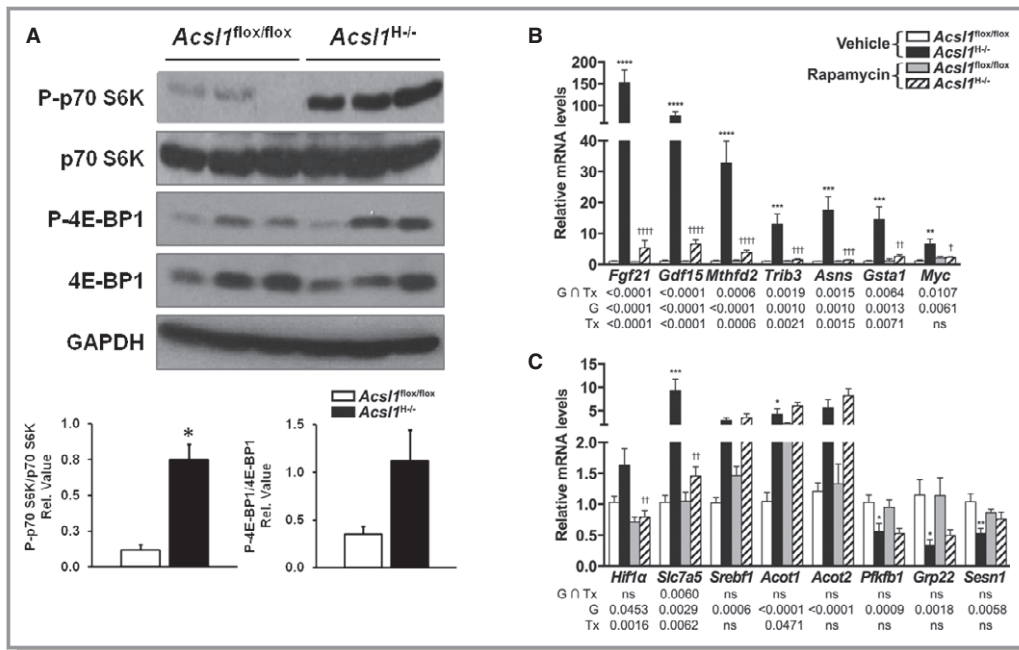 A
Acsl1flox/flox Acsl1H-/-
P-p70 S6K
p70 S6K
P-4E-BP1
4E-BP1
GAPDH
Acsl1flox/flox
Acsl1H-/-
P-p70 S6K/p70 S6K
Rel. Value
1.0
0.8
0.5
0.3
0.0
*
P-4E-BP1/4E-BP1
Rel. Value
1.5
1.0
0.5
0.0
B
Vehicle { Acsl1flox/flox
Acsl1H-/-
Rapamycin { Acsl1flox/flox
Acsl1H-/-
Relative mRNA levels
200
150
100
50
40
30
20
10
0
**** **** **** *** *** *** **
†††† †††† †††† ††† ††† †† †
Fgf21 Gdf15 Mthfd2 Trib3 Asns Gsta1 Myc
G ∩ Tx <0.0001 <0.0001 0.0006 0.0019 0.0015 0.0064 0.0107
G <0.0001 <0.0001 <0.0001 0.0010 0.0010 0.0013 0.0061
Tx <0.0001 <0.0001 0.0006 0.0021 0.0015 0.0071 ns
C
Relative mRNA levels
15
10
5
2.0
1.5
1.0
0.5
0.0
*** * * * **
†† ††
Hif1α Slc7a5 Srebf1 Acot1 Acot2 Pfkfb1 Grp22 Sesn1
G ∩ Tx ns 0.0060 ns ns ns ns ns ns
G 0.0453 0.0029 0.0006 <0.0001 <0.0001 0.0009 0.0018 0.0058
Tx 0.0016 0.0062 ns 0.0471 ns ns ns ns